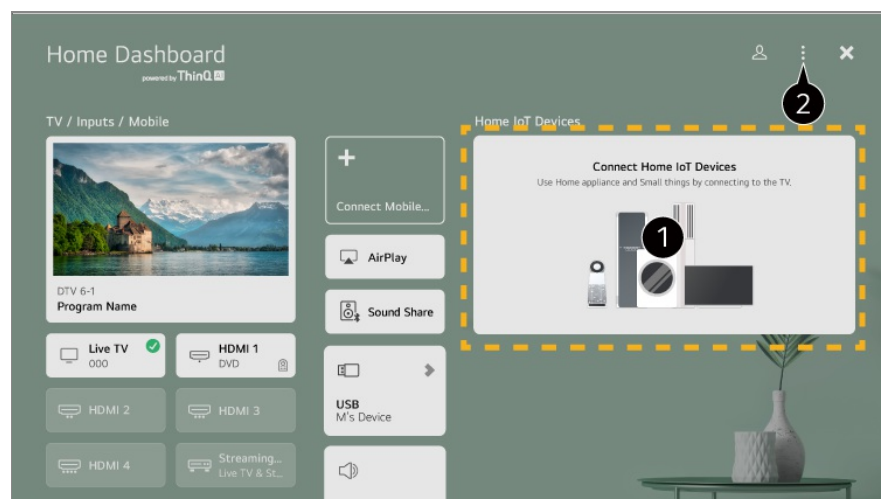 Home Dashboard
powered by ThinQ AI
2
TV / Inputs / Mobile
Home IoT Devices
Connect Mobile...
Connect Home IoT Devices
Use Home appliance and Small things by connecting to the TV.
1
AirPlay
DTV 6-1
Program Name
Sound Share
Live TV
000
HDMI 1
DVD
USB
M's Device
HDMI 2
HDMI 3
HDMI 4
Streaming...
Live TV & St...